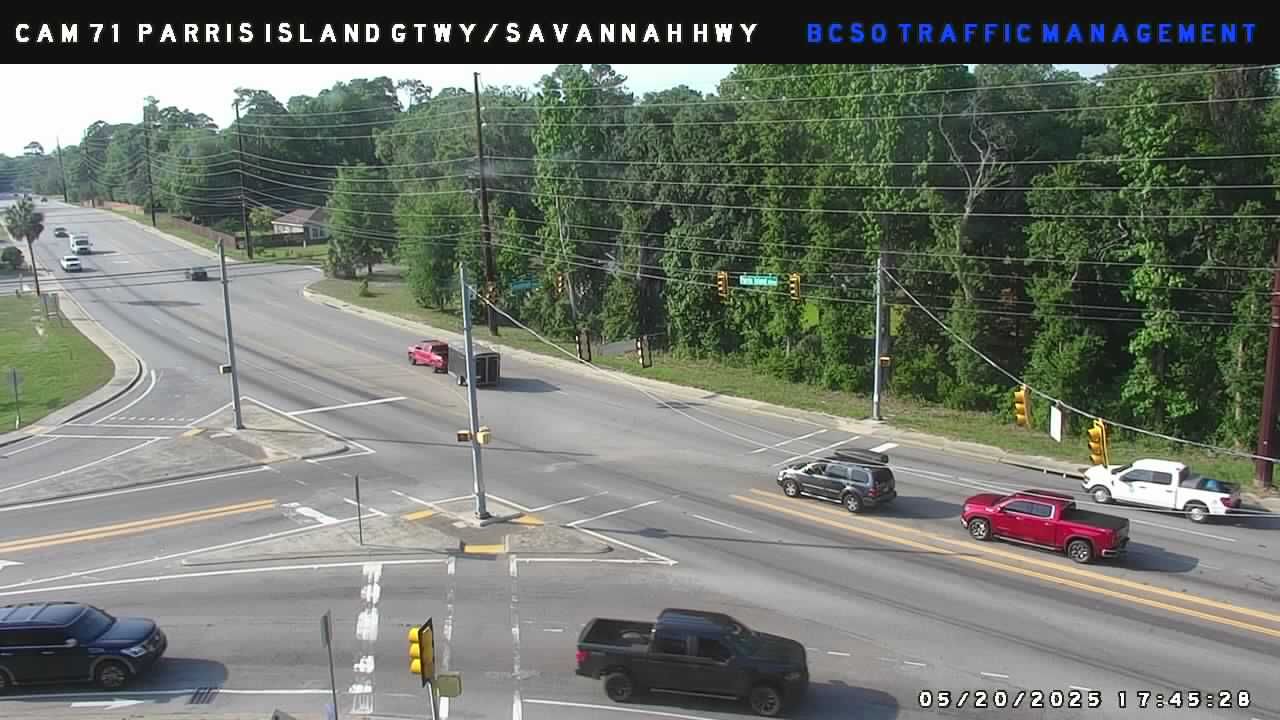 CAM 71 PARRIS ISLAND GTWY/SAVANNAH HWY
BCSO TRAFFIC MANAGEMENT
05/20/2025 17:45:28